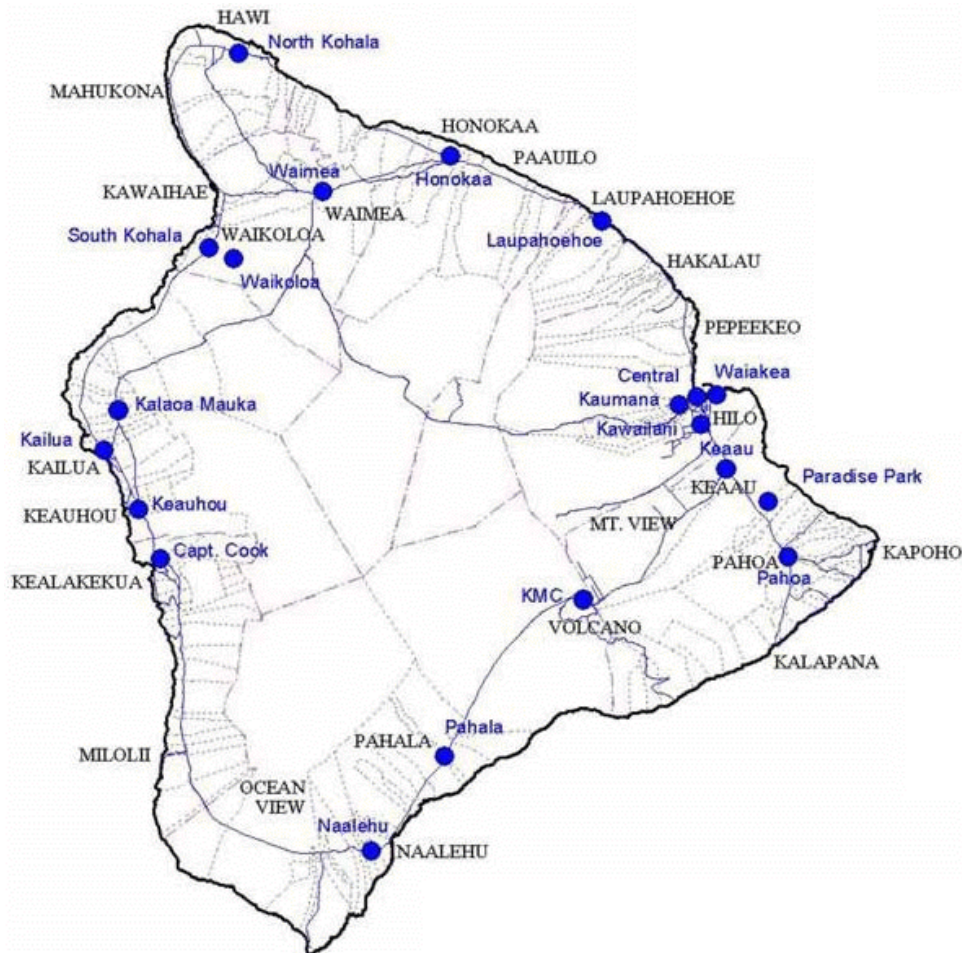 HAWI
North Kohala
MAHUKONA
HONOKAA
PAAUILO
Waimea
Honokaa
KAWAIHAE
WAIMEA
LAUPAHOEHOE
South Kohala
WAIKOLOA
Laupahoehoe
HAKALAU
Waikoloa
PEPEEKEO
Central
Waiakea
Kaumana
Kalaoa Mauka
HILO
Kawailani
Kailua
Keaau
KAILUA
KEAAU
Paradise Park
Keauhou
KEAUHOU
MT. VIEW
Capt. Cook
KAPOHO
PAHOA
KEALAKEKUA
Pahoa
KMC
VOLCANO
KALAPANA
Pahala
PAHALA
MILOLII
OCEAN
VIEW
Naalehu
NAALEHU